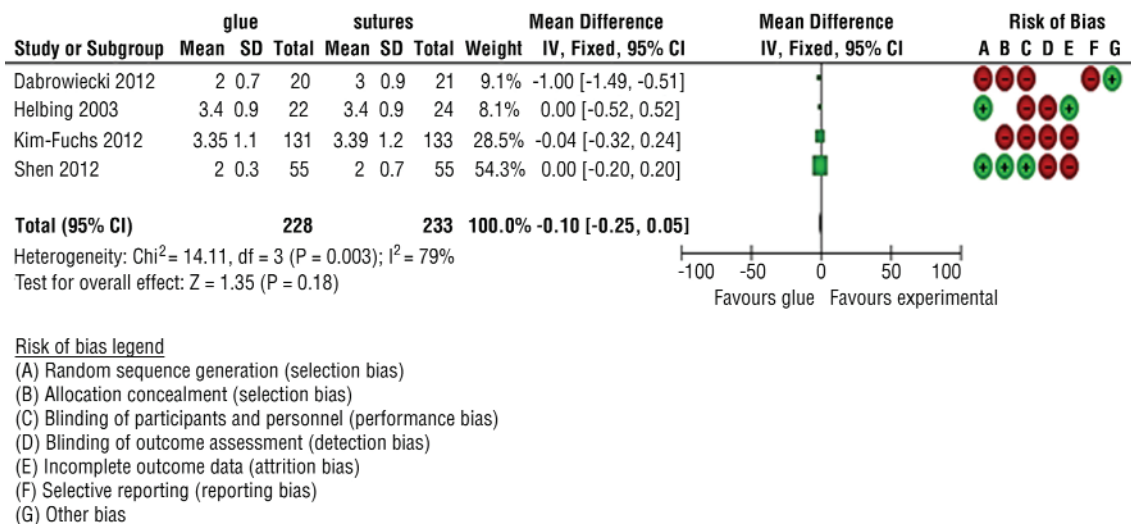 glue sutures Mean Difference Mean Difference Risk of Bias
Study or Subgroup Mean SD Total Mean SD Total Weight IV, Fixed, 95% CI IV, Fixed, 95% CI A B C D E F G
Dabrowiecki 2012 2 0.7 20 3 0.9 21 9.1% -1.00 [-1.49, -0.51] - - - - +
Helbing 2003 3.4 0.9 22 3.4 0.9 24 8.1% 0.00 [-0.52, 0.52] + - - +
Kim-Fuchs 2012 3.35 1.1 131 3.39 1.2 133 28.5% -0.04 [-0.32, 0.24] - - - -
Shen 2012 2 0.3 55 2 0.7 55 54.3% 0.00 [-0.20, 0.20] + + + - -
Total (95% CI) 228 233 100.0% -0.10 [-0.25, 0.05]
Heterogeneity: Chi² = 14.11, df = 3 (P = 0.003); I² = 79%
Test for overall effect: Z = 1.35 (P = 0.18)
-100 -50 0 50 100
Favours glue Favours experimental
Risk of bias legend
(A) Random sequence generation (selection bias)
(B) Allocation concealment (selection bias)
(C) Blinding of participants and personnel (performance bias)
(D) Blinding of outcome assessment (detection bias)
(E) Incomplete outcome data (attrition bias)
(F) Selective reporting (reporting bias)
(G) Other bias